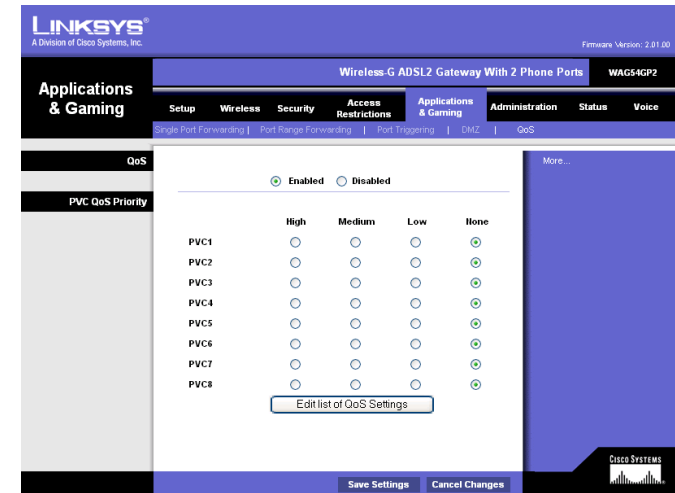 LINKSYS®
A Division of Cisco Systems, Inc.
Firmware Version: 2.01.00
Wireless-G ADSL2 Gateway With 2 Phone Ports WAG54GP2
Applications & Gaming
Setup Wireless Security Access Restrictions Applications & Gaming Administration Status Voice
Single Port Forwarding | Port Range Forwarding | Port Triggering | DMZ | QoS
QoS
More...
Enabled Disabled
PVC QoS Priority
High Medium Low None
PVC1
PVC2
PVC3
PVC4
PVC5
PVC6
PVC7
PVC8
Edit list of QoS Settings
CISCO SYSTEMS
Save Settings Cancel Changes